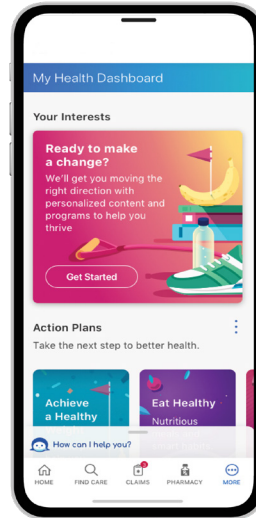 My Health Dashboard
Your Interests
Ready to make
a change?
We'll get you moving the
right direction with
personalized content and
programs to help you
thrive
Get Started
Action Plans
Take the next step to better health.
Achieve
a Healthy
Eat Healthy
Nutritious
How can I help you?
HOME
FIND CARE
CLAIMS
PHARMACY
MORE